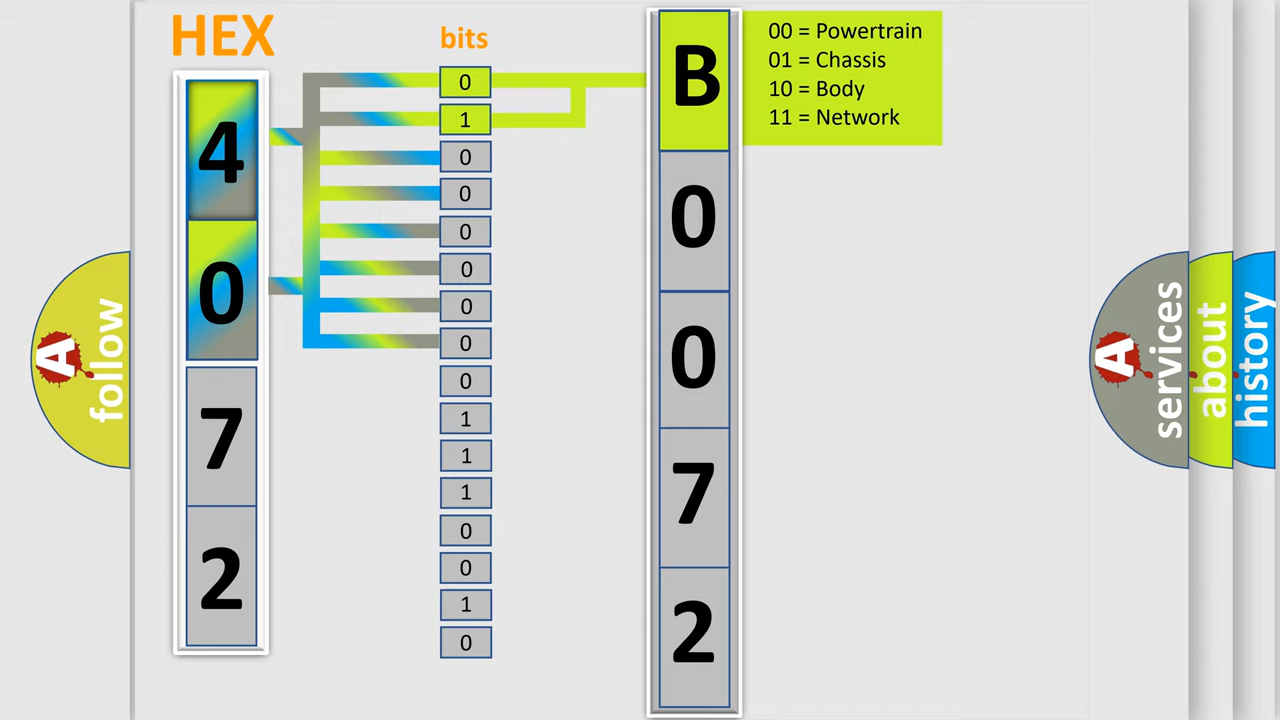 HEX
bits
4
0
7
2
0
1
0
0
0
0
0
0
0
1
1
1
0
0
1
0
B
0
0
7
2
00 = Powertrain
01 = Chassis
10 = Body
11 = Network
A
follow
A
services
about
history